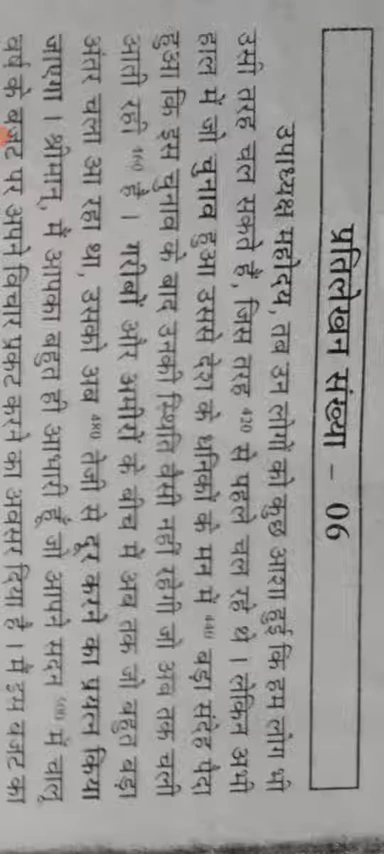 प्रतिलेखन संख्या – 06
उपाध्यक्ष महोदय, तब उन लोगों को कुछ आशा हुई कि हम लोग भी
उसी तरह चल सकते हैं, जिस तरह 420 से पहले चल रहे थे । लेकिन अभी
हाल में जो चुनाव हुआ उससे देश के धनिकों के मन में 440 बड़ा संदेह पैदा
हुआ कि इस चुनाव के बाद उनकी स्थिति वैसी नहीं रहेगी जो अब तक चली
आती रही 460 है । गरीबों और अमीरों के बीच में अब तक जो बहुत बड़ा
अंतर चला आ रहा था, उसको अब 480 तेजी से दूर करने का प्रयत्न किया
जाएगा । श्रीमान्, मैं आपका बहुत ही आभारी हूँ जो आपने सदन 500 में चालू
वर्ष के बजट पर अपने विचार प्रकट करने का अवसर दिया है । मैं इस बजट का